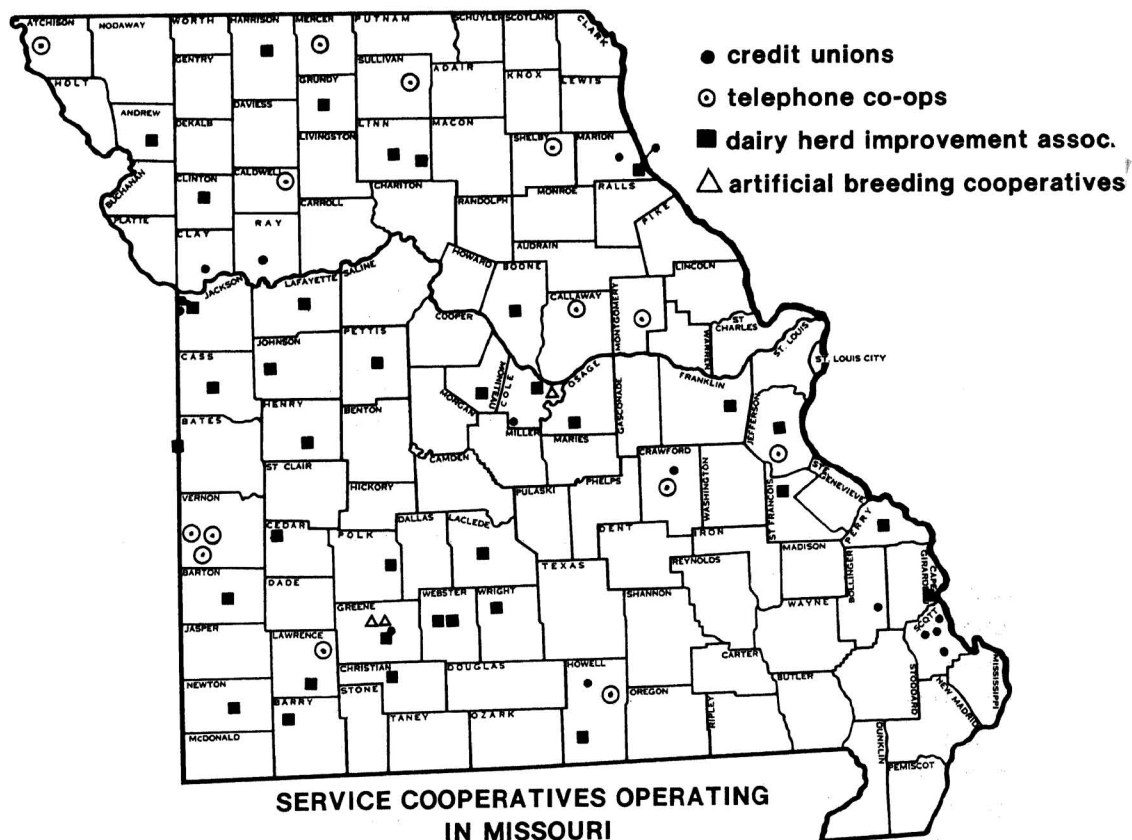 ATCHISON
HODAWAY
WORTH
HARRISON
MERCER
PUTNAM
SCHUYLER
SCOTLAND
CLARK
● credit unions
GENTRY
SULLIVAN
ADAIR
KNOX
LEWIS
HOLT
GRUNDY
☉ telephone co-ops
ANDREW
DEKALB
DAVIESS
LIVINGSTON
LINN
MACON
SHELBY
MARION
■ dairy herd improvement assoc.
BUCHANAN
CLINTON
CALDWELL
CHARITON
MONROE
RALLS
△ artificial breeding cooperatives
PLATTE
CARROLL
RANDOLPH
PIKE
CLAY
RAY
AUDRAIN
HOWARD
BOONE
LINCOLN
JACKSON
LAFAYETTE
SALINE
CALLAWAY
MONTGOMERY
WARREN
ST CHARLES
COOPER
ST. LOUIS
ST. LOUIS CITY
CASS
JOHNSON
PETTIS
MONITEAU
COLE
OSAGE
GASCONADE
FRANKLIN
MORGAN
JEFFERSON
BATES
HENRY
BENTON
MILLER
MARIES
CRAWFORD
WASHINGTON
ST CLAIR
CAMDEN
STE. GENEVIEVE
VERNON
HICKORY
PULASKI
PHELPS
ST FRANCOIS
PERRY
CEDAR
POLK
DALLAS
LACLEDE
DENT
IRON
MADISON
BOLLINGER
CAPE GIRARD
BARTON
DADE
TEXAS
REYNOLDS
GREENE
WEBSTER
WRIGHT
SHANNON
WAYNE
JASPER
LAWRENCE
SCOTT
CHRISTIAN
DOUGLAS
HOWELL
CARTER
BUTLER
STODDARD
MISSISSIPPI
NEWTON
BARRY
STONE
TANEY
OZARK
OREGON
RIPLEY
NEW MADRID
McDONALD
DUNKLIN
PEMISCOT
SERVICE COOPERATIVES OPERATING
IN MISSOURI